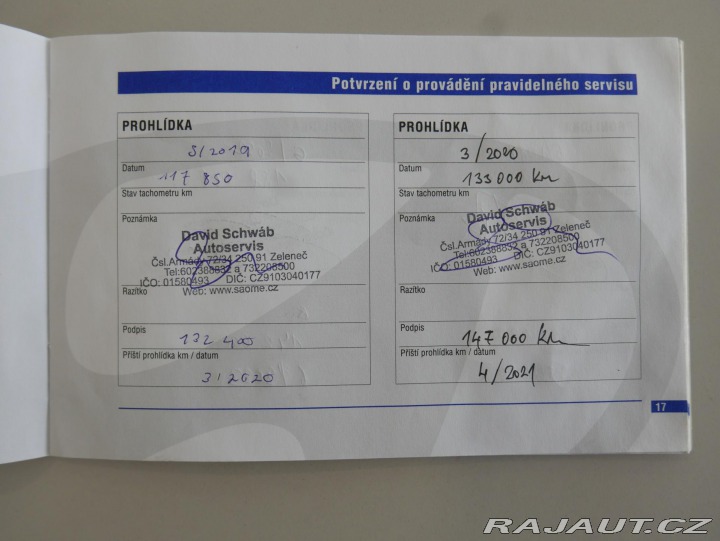 Potvrzení o provádění pravidelného servisu
PROHLÍDKA
5/2019
Datum
117 850
Stav tachometru km
Poznámka
David Schwáb
Autoservis
Čsl.Armády 72/34 250 91 Zeleneč
Tel:602388832 a 732208500
IČO: 01580493 DIČ: CZ9103040177
Web: www.saome.cz
Razítko
Podpis
132 400
Příští prohlídka km / datum
3/2020
PROHLÍDKA
3/2020
Datum
133 000 km
Stav tachometru km
Poznámka
David Schwáb
Autoservis
Čsl.Armády 72/34 250 91 Zeleneč
Tel:602388832 a 732208500
IČO: 01580493 DIČ: CZ9103040177
Web: www.saome.cz
Razítko
Podpis
147 000 km
Příští prohlídka km / datum
4/2021
17
RAJAUT.CZ